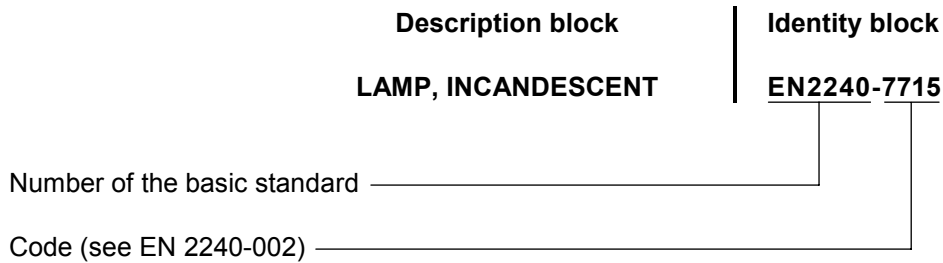 Description block Identity block
LAMP, INCANDESCENT EN2240-7715
Number of the basic standard
Code (see EN 2240-002)